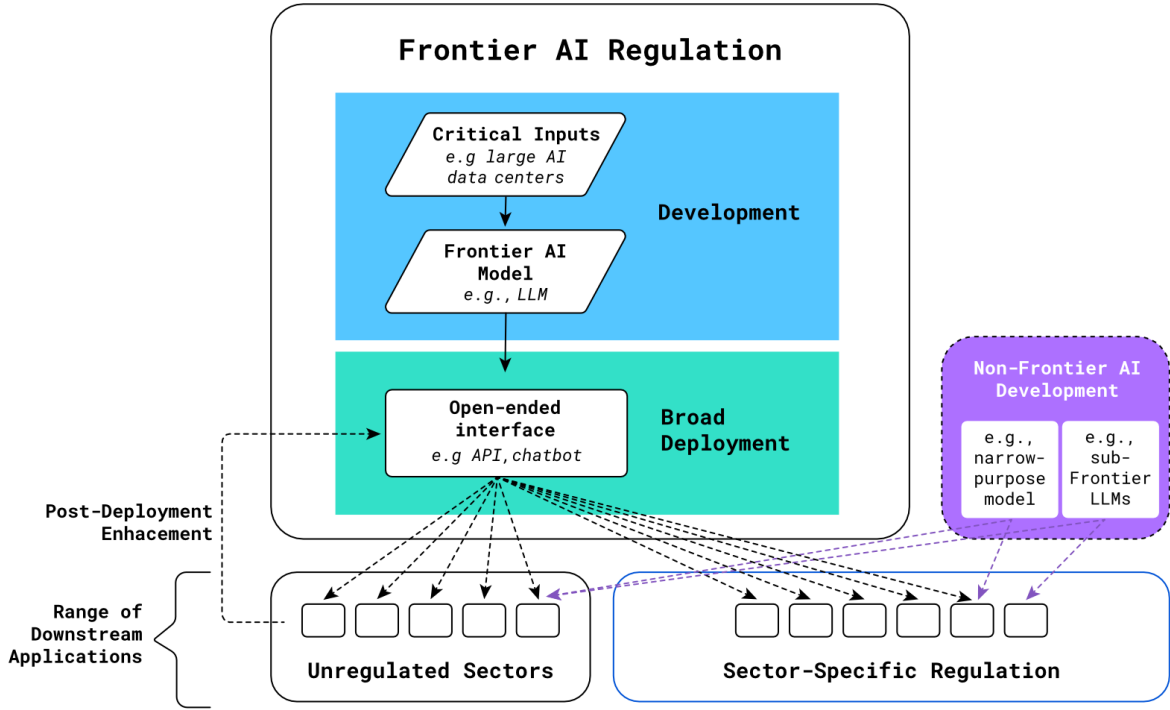 Frontier AI Regulation
Critical Inputs
e.g large AI
data centers
Development
Frontier AI
Model
e.g., LLM
Open-ended
interface
e.g API, chatbot
Broad
Deployment
Non-Frontier AI
Development
e.g.,
narrow-
purpose
model
e.g.,
sub-
Frontier
LLMs
Post-Deployment
Enhacement
Range of
Downstream
Applications
Unregulated Sectors
Sector-Specific Regulation